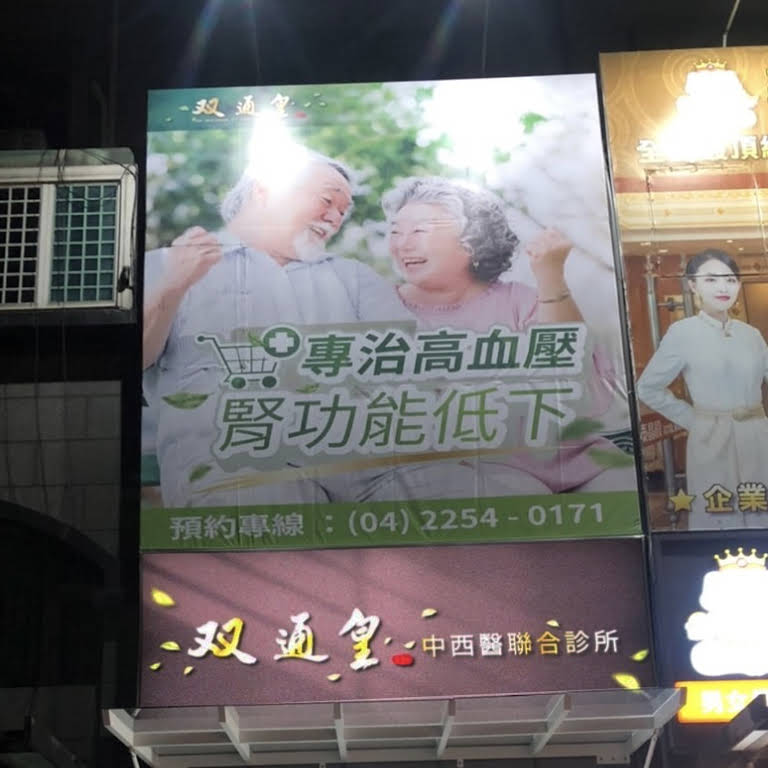 双通皇
專治高血壓
腎功能低下
預約專線：(04) 2254-0171
双通皇 中西醫聯合診所
企業